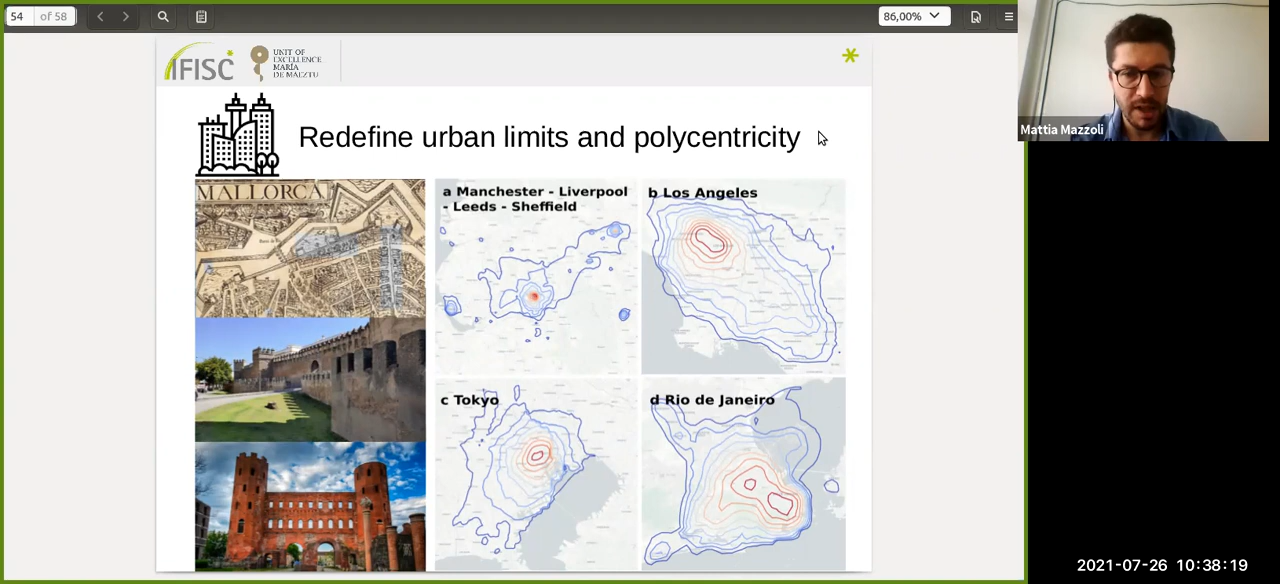 54 of 58
86,00%
IFISC
UNIT OF
EXCELLENCE
MARÍA
DE MAEZTU
Mattia Mazzoli
Redefine urban limits and polycentricity
MALLORCA
a Manchester - Liverpool
- Leeds - Sheffield
b Los Angeles
c Tokyo
d Rio de Janeiro
2021-07-26 10:38:19